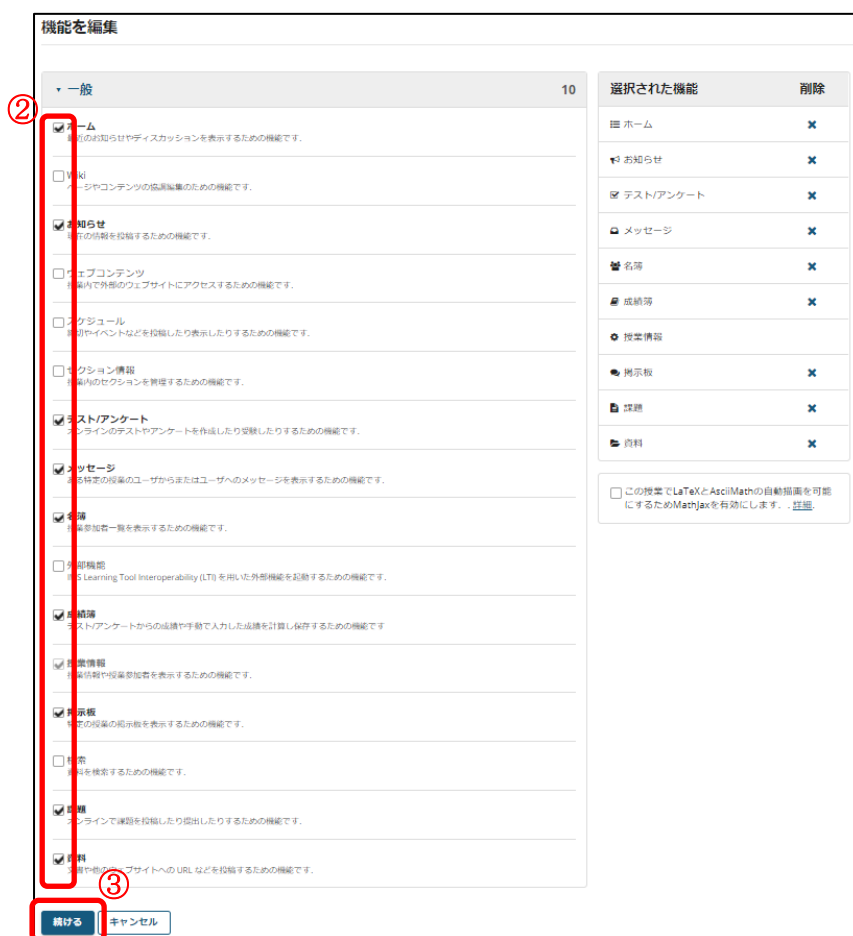 機能を編集
一般 10
②
ホーム
最近のお知らせやディスカッションを表示するための機能です.
Wiki
ページやコンテンツの協調編集のための機能です.
お知らせ
現在の情報を投稿するための機能です.
ウェブコンテンツ
授業内で外部のウェブサイトにアクセスするための機能です.
スケジュール
締切やイベントなどを投稿したり表示したりするための機能です.
セクション情報
授業内のセクションを管理するための機能です.
テスト/アンケート
オンラインのテストやアンケートを作成したり受験したりするための機能です.
メッセージ
ある特定の授業のユーザからまたはユーザへのメッセージを表示するための機能です.
名簿
授業参加者一覧を表示するための機能です.
外部機能
IMS Learning Tool Interoperability (LTI) を用いた外部機能を起動するための機能です.
成績簿
テスト/アンケートからの成績や手動で入力した成績を計算し保存するための機能です
授業情報
授業情報や授業参加者を表示するための機能です.
掲示板
特定の授業の掲示板を表示するための機能です.
検索
資料を検索するための機能です.
課題
オンラインで課題を投稿したり提出したりするための機能です.
資料
文書や他のウェブサイトへの URL などを投稿するための機能です.
③
続ける キャンセル
選択された機能 削除
ホーム
お知らせ
テスト/アンケート
メッセージ
名簿
成績簿
授業情報
掲示板
課題
資料
この授業でLaTeXとAsciiMathの自動描画を可能
にするためMathJaxを有効にします. . 詳細.